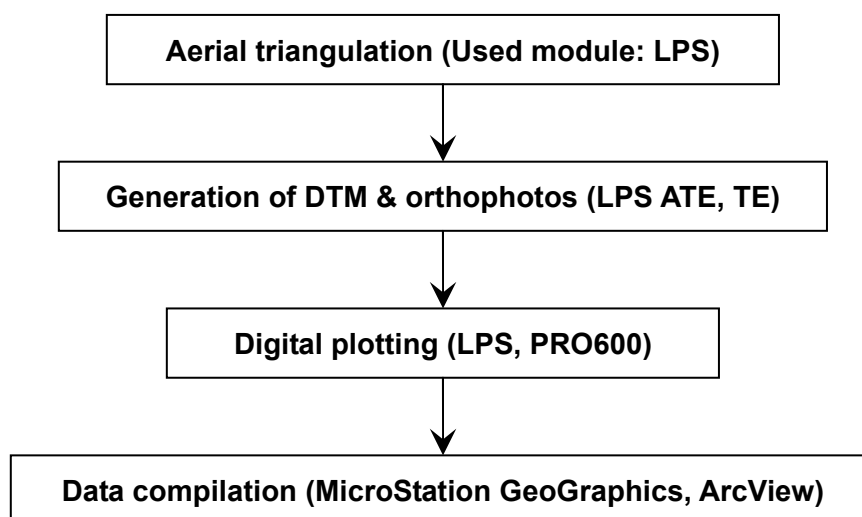 Aerial triangulation (Used module: LPS)
Generation of DTM & orthophotos (LPS ATE, TE)
Digital plotting (LPS, PRO600)
Data compilation (MicroStation GeoGraphics, ArcView)